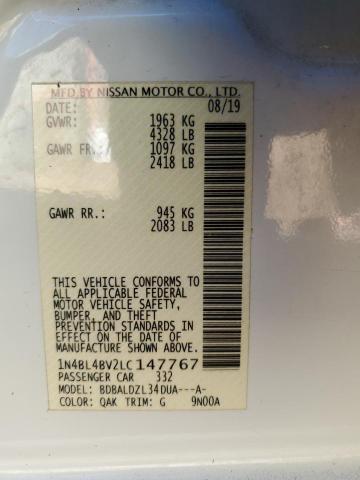 MFD BY NISSAN MOTOR CO., LTD.
DATE: 08/19
GVWR: 1963 KG
4328 LB
GAWR FR.: 1097 KG
2418 LB
GAWR RR.: 945 KG
2083 LB
THIS VEHICLE CONFORMS TO
ALL APPLICABLE FEDERAL
MOTOR VEHICLE SAFETY,
BUMPER, AND THEFT
PREVENTION STANDARDS
IN EFFECT ON THE DATE OF
MANUFACTURE SHOWN ABOVE.
1N4BL4BV2LC147767
PASSENGER CAR 332
MODEL: BDBALDZL34DUA---A-
COLOR: QAK TRIM: G 9N00A